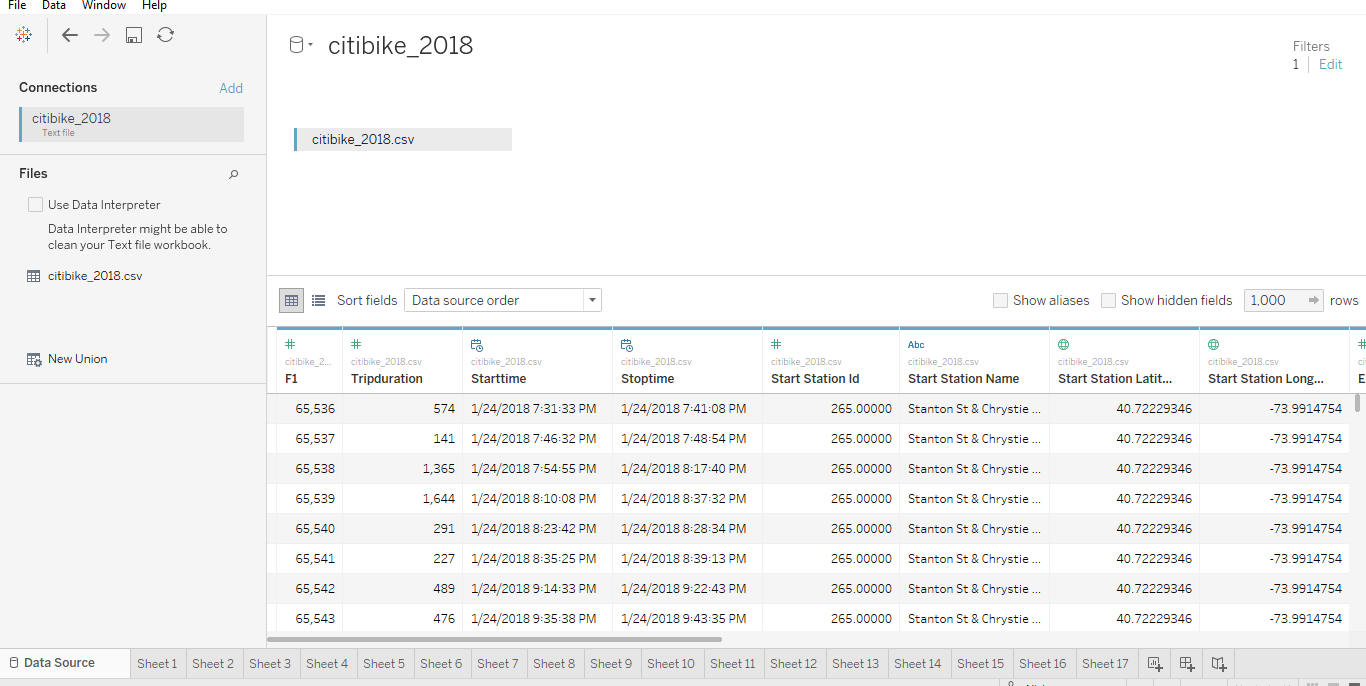 File Data Window Help
citibike_2018
Filters
1 Edit
Connections Add
citibike_2018
Text file
citibike_2018.csv
Files
Use Data Interpreter
Data Interpreter might be able to
clean your Text file workbook.
citibike_2018.csv
New Union
Sort fields Data source order Show aliases Show hidden fields 1,000 rows
Abc
citibike_2... citibike_2018.csv citibike_2018.csv citibike_2018.csv citibike_2018.csv citibike_2018.csv citibike_2018.csv citibike_2018.csv
F1 Tripduration Starttime Stoptime Start Station Id Start Station Name Start Station Latit... Start Station Long...
65,536 574 1/24/2018 7:31:33 PM 1/24/2018 7:41:08 PM 265.00000 Stanton St & Chrystie ... 40.72229346 -73.9914754
65,537 141 1/24/2018 7:46:32 PM 1/24/2018 7:48:54 PM 265.00000 Stanton St & Chrystie ... 40.72229346 -73.9914754
65,538 1,365 1/24/2018 7:54:55 PM 1/24/2018 8:17:40 PM 265.00000 Stanton St & Chrystie ... 40.72229346 -73.9914754
65,539 1,644 1/24/2018 8:10:08 PM 1/24/2018 8:37:32 PM 265.00000 Stanton St & Chrystie ... 40.72229346 -73.9914754
65,540 291 1/24/2018 8:23:42 PM 1/24/2018 8:28:34 PM 265.00000 Stanton St & Chrystie ... 40.72229346 -73.9914754
65,541 227 1/24/2018 8:35:25 PM 1/24/2018 8:39:13 PM 265.00000 Stanton St & Chrystie ... 40.72229346 -73.9914754
65,542 489 1/24/2018 9:14:33 PM 1/24/2018 9:22:43 PM 265.00000 Stanton St & Chrystie ... 40.72229346 -73.9914754
65,543 476 1/24/2018 9:35:38 PM 1/24/2018 9:43:35 PM 265.00000 Stanton St & Chrystie ... 40.72229346 -73.9914754
Data Source Sheet 1 Sheet 2 Sheet 3 Sheet 4 Sheet 5 Sheet 6 Sheet 7 Sheet 8 Sheet 9 Sheet 10 Sheet 11 Sheet 12 Sheet 13 Sheet 14 Sheet 15 Sheet 16 Sheet 17